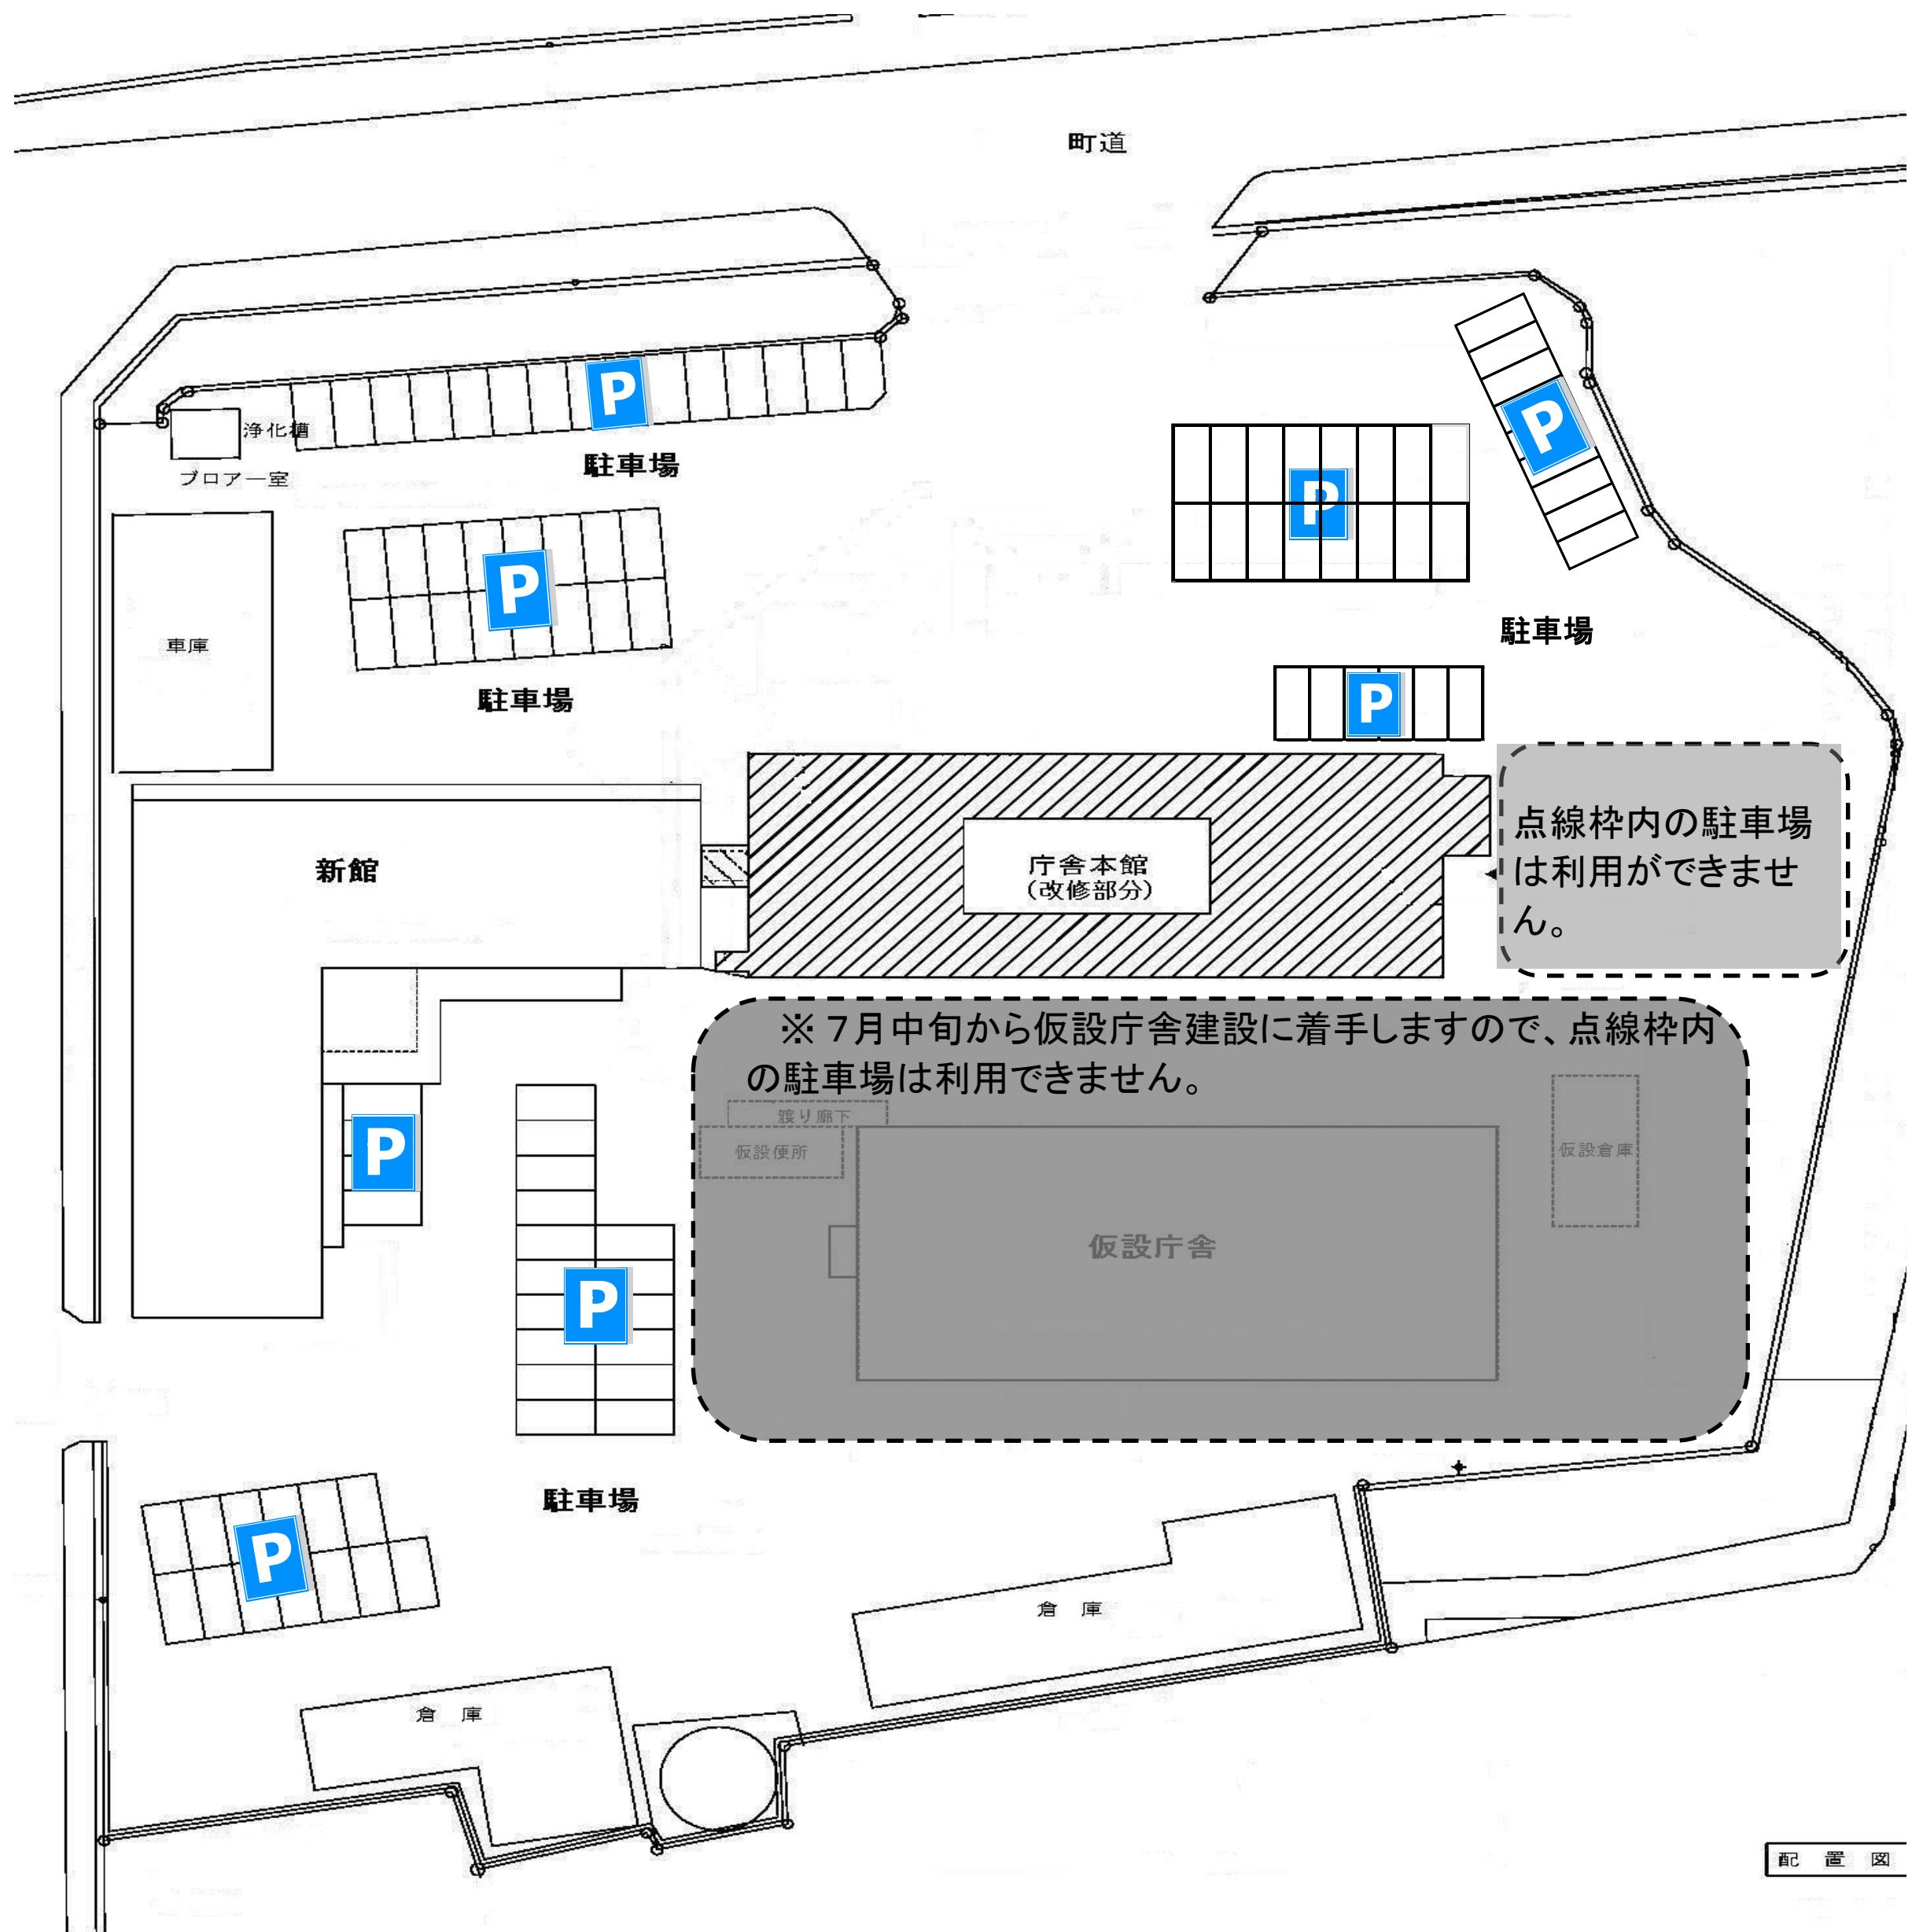 町道
P
P
浄化槽
ブロアー室
駐車場
P
P
車庫
駐車場
駐車場
P
新館
庁舎本館
(改修部分)
点線枠内の駐車場
は利用ができませ
ん。
※ 7月中旬から仮設庁舎建設に着手しますので、点線枠内
の駐車場は利用できません。
渡り廊下
仮設便所
仮設倉庫
P
仮設庁舎
P
駐車場
P
倉 庫
倉 庫
配 置 図